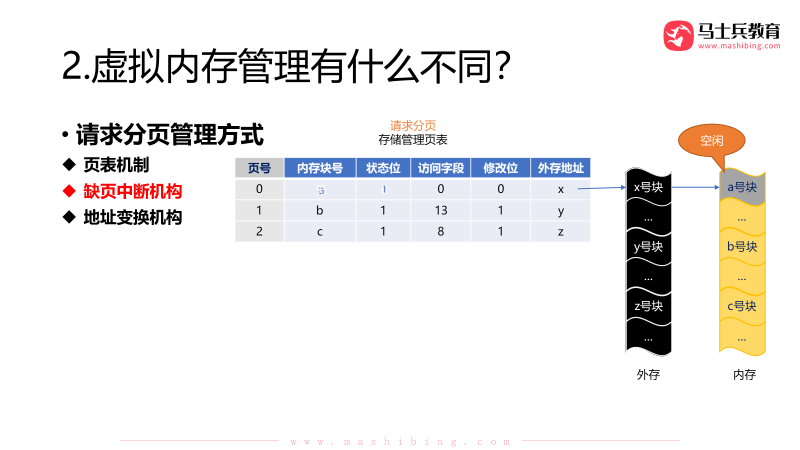 马士兵教育
www.mashibing.com
2.虚拟内存管理有什么不同?
• 请求分页管理方式
◆ 页表机制
◆ 缺页中断机构
◆ 地址变换机构
请求分页
存储管理页表
页号 内存块号 状态位 访问字段 修改位 外存地址
0 a 1 0 0 x
1 b 1 13 1 y
2 c 1 8 1 z
空闲
x号块 a号块
... ...
y号块 b号块
... ...
z号块 c号块
... ...
外存 内存
www.mashibing.com